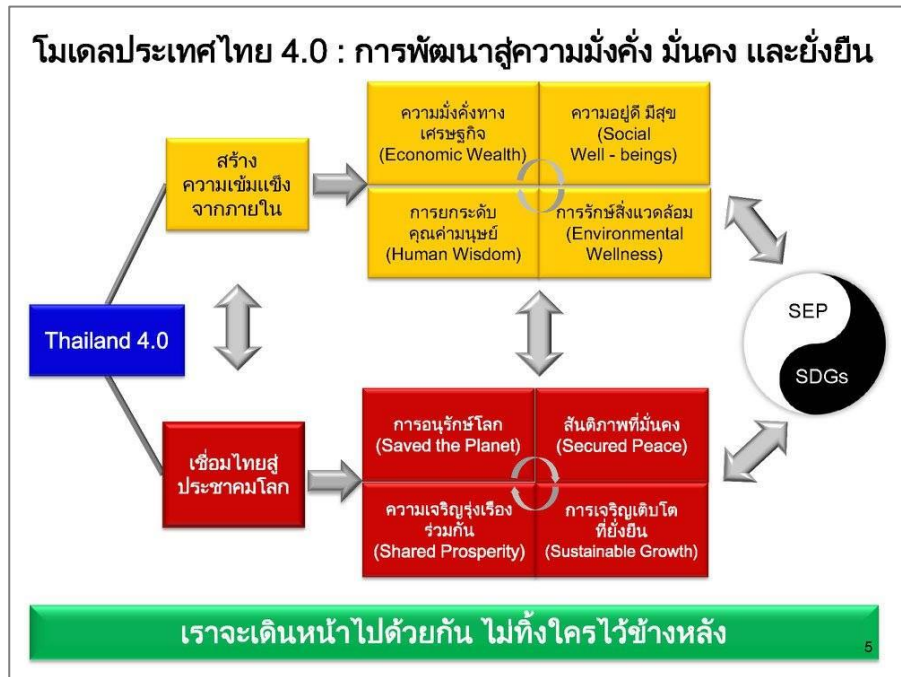 โมเดลประเทศไทย 4.0 : การพัฒนาสู่ความมั่งคั่ง มั่นคง และยั่งยืน
สร้าง
ความเข้มแข็ง
จากภายใน
ความมั่งคั่งทาง
เศรษฐกิจ
(Economic Wealth)
ความอยู่ดี มีสุข
(Social
Well - beings)
การยกระดับ
คุณค่ามนุษย์
(Human Wisdom)
การรักษ์สิ่งแวดล้อม
(Environmental
Wellness)
Thailand 4.0
SEP
SDGs
เชื่อมไทยสู่
ประชาคมโลก
การอนุรักษ์โลก
(Saved the Planet)
สันติภาพที่มั่นคง
(Secured Peace)
ความเจริญรุ่งเรือง
ร่วมกัน
(Shared Prosperity)
การเจริญเติบโต
ที่ยั่งยืน
(Sustainable Growth)
เราจะเดินหน้าไปด้วยกัน ไม่ทิ้งใครไว้ข้างหลัง
5